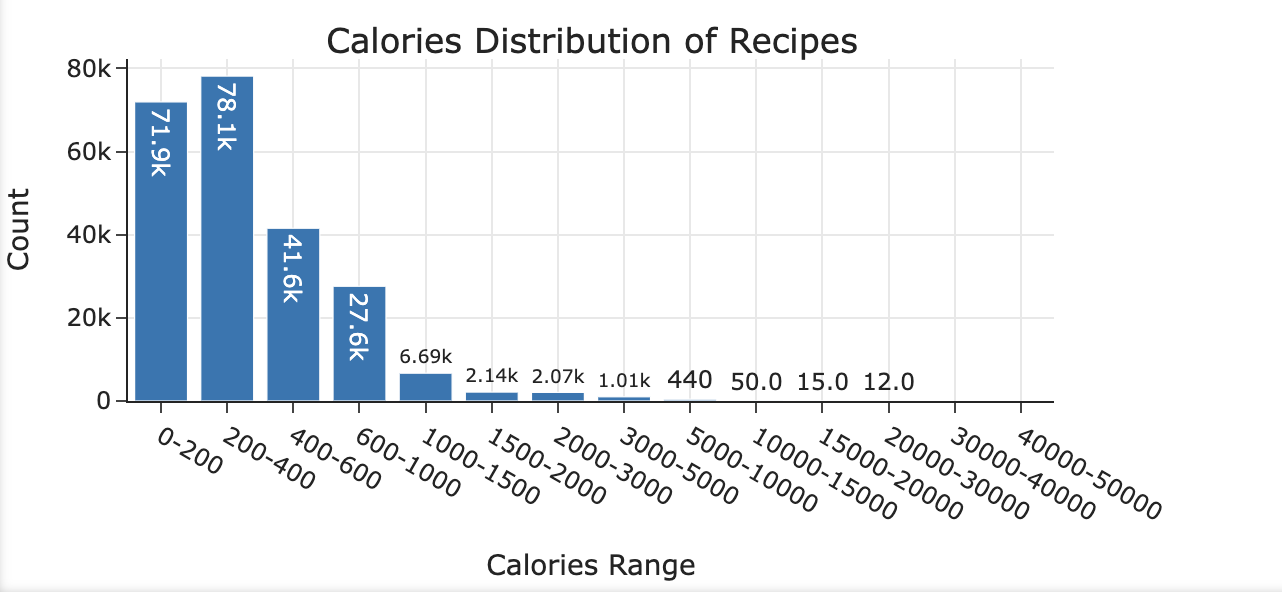 Calories Distribution of Recipes
80k
60k
40k
20k
0
Count
71.9k
78.1k
41.6k
27.6k
6.69k
2.14k
2.07k
1.01k
440
50.0
15.0
12.0
0-200
200-400
400-600
600-1000
1000-1500
1500-2000
2000-3000
3000-5000
5000-10000
10000-15000
15000-20000
20000-30000
30000-40000
40000-50000
Calories Range